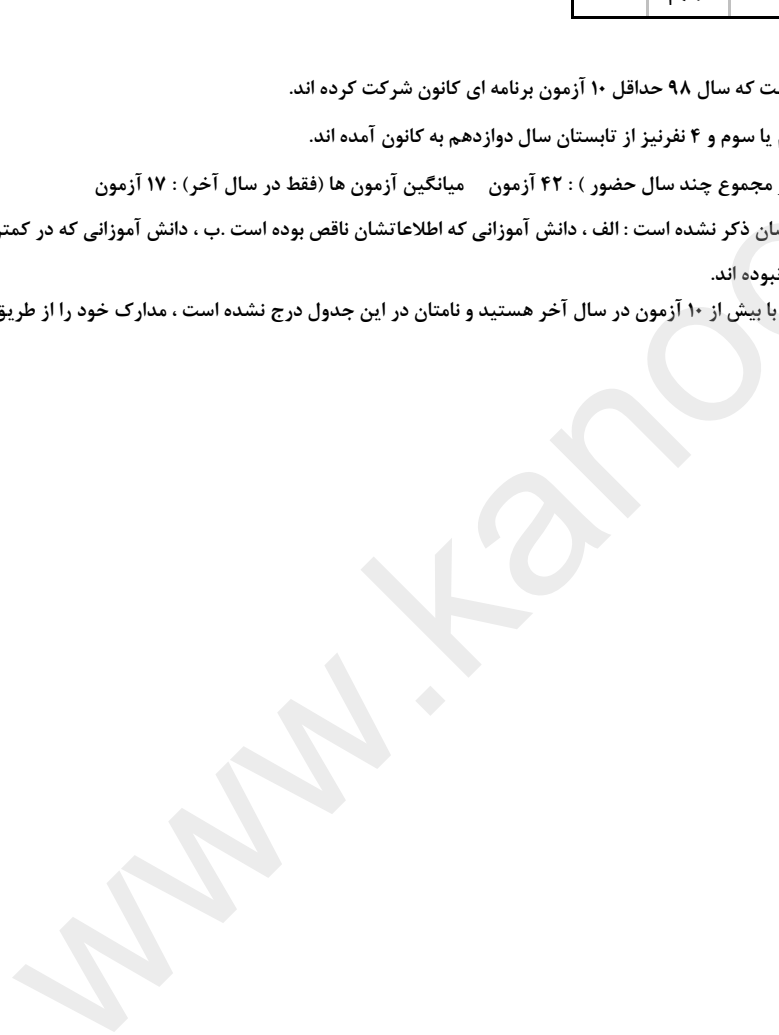 ت که سال ۹۸ حداقل ۱۰ آزمون برنامه ای کانون شرکت کرده اند.
یا سوم و ۴ نفرنیز از تابستان سال دوازدهم به کانون آمده اند.
مجموع چند سال حضور ) : ۴۲ آزمون میانگین آزمون ها (فقط در سال آخر) : ۱۷ آزمون
ذکر نشده است : الف ، دانش آموزانی که اطلاعاتشان ناقص بوده است .ب ، دانش آموزانی که در کمتر
نبوده اند.
با بیش از ۱۰ آزمون در سال آخر هستید و نامتان در این جدول درج نشده است ، مدارک خود را از طریق
www.kano